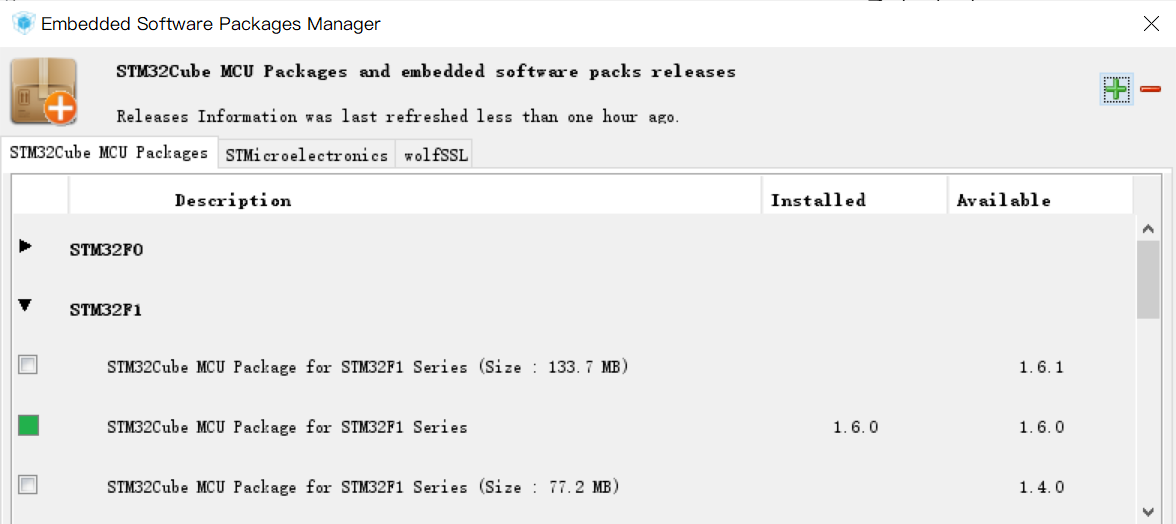 Embedded Software Packages Manager
STM32Cube MCU Packages and embedded software packs releases
Releases Information was last refreshed less than one hour ago.
STM32Cube MCU Packages STMicroelectronics wolfSSL
Description Installed Available
STM32F0
STM32F1
STM32Cube MCU Package for STM32F1 Series (Size : 133.7 MB) 1.6.1
STM32Cube MCU Package for STM32F1 Series 1.6.0 1.6.0
STM32Cube MCU Package for STM32F1 Series (Size : 77.2 MB) 1.4.0